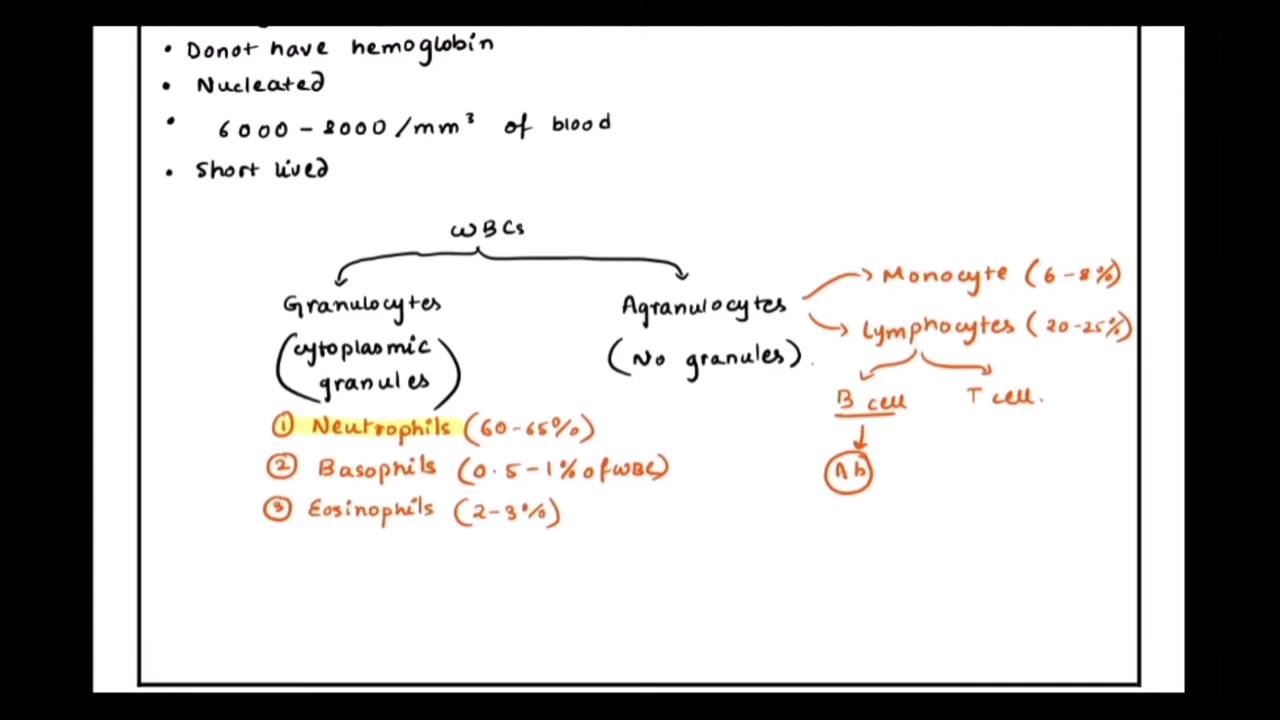 • Donot have hemoglobin
• Nucleated
• 6000 - 8000 /mm³ of blood
• Short lived
WBCs
Granulocytes
(cytoplasmic
granules)
① Neutrophils (60-65%)
② Basophils (0.5-1% of WBC)
③ Eosinophils (2-3%)
Agranulocytes
(No granules).
Monocyte (6-8%)
Lymphocytes (20-25%)
B cell
T cell.
Ab